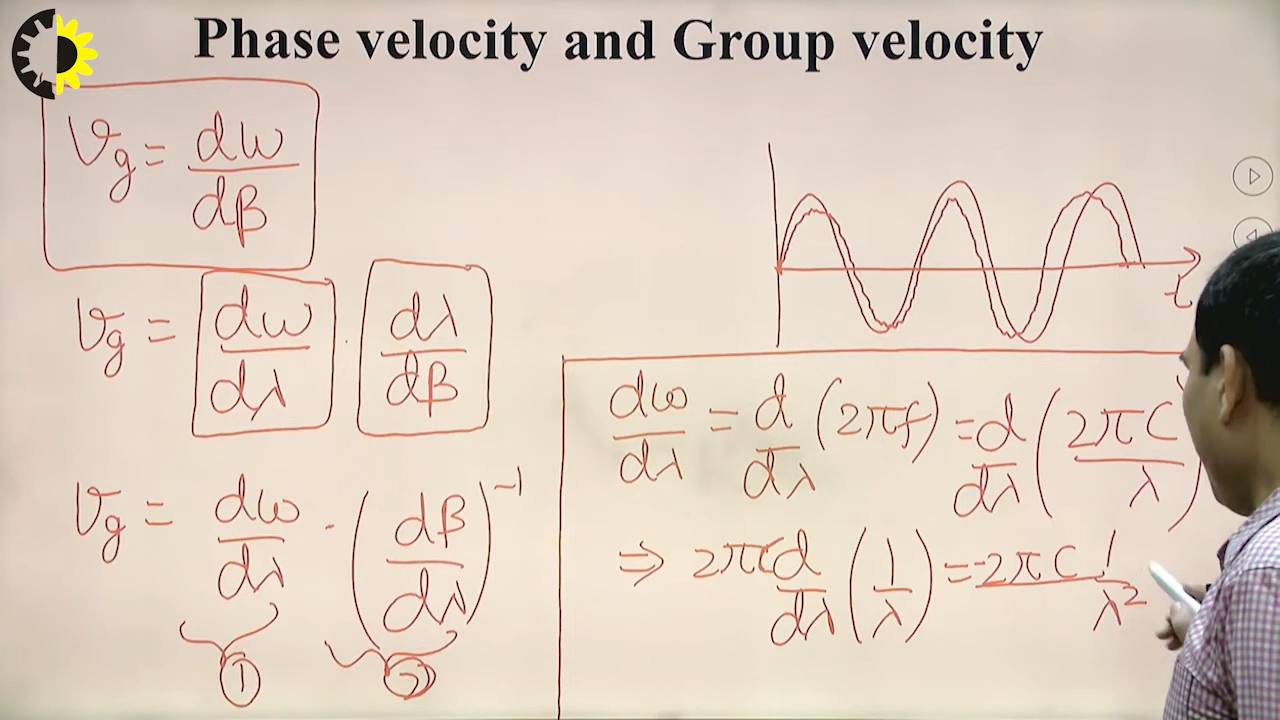 Phase velocity and Group velocity
Vg = dω/dβ
Vg = dω/dλ · dλ/dβ
Vg = dω/dλ · (dβ/dλ)⁻¹
① ②
t
dω/dλ = d/dλ (2πf) = d/dλ (2πC/λ)
⇒ 2πC d/dλ (1/λ) = -2πC 1/λ²